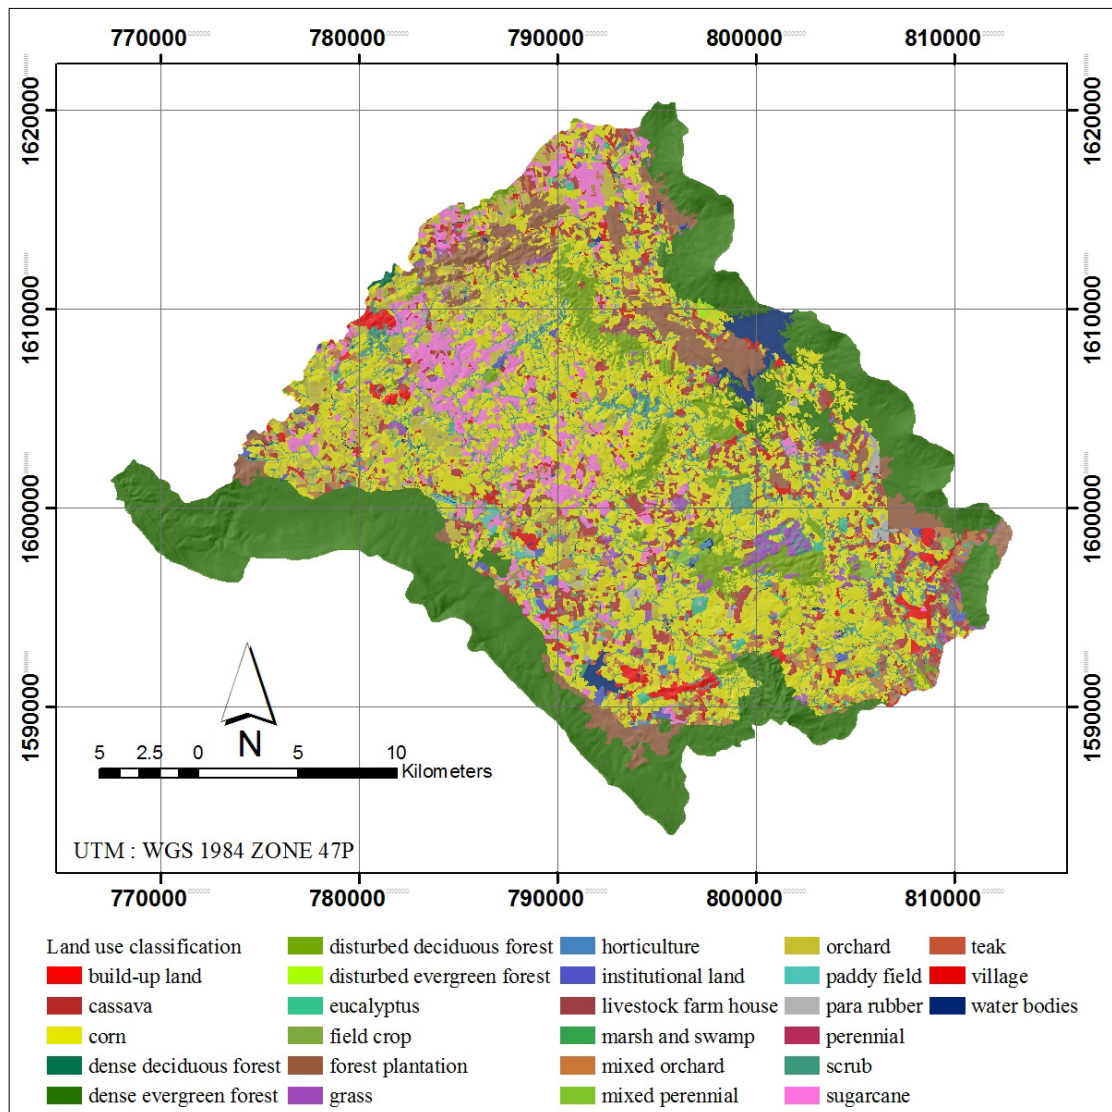 770000 780000 790000 800000 810000
1620000 1620000
1610000 1610000
1600000 1600000
1590000 1590000
N
5 2.5 0 5 10
Kilometers
UTM : WGS 1984 ZONE 47P
770000 780000 790000 800000 810000
Land use classification
build-up land
cassava
corn
dense deciduous forest
dense evergreen forest
disturbed deciduous forest
disturbed evergreen forest
eucalyptus
field crop
forest plantation
grass
horticulture
institutional land
livestock farm house
marsh and swamp
mixed orchard
mixed perennial
orchard
paddy field
para rubber
perennial
scrub
sugarcane
teak
village
water bodies